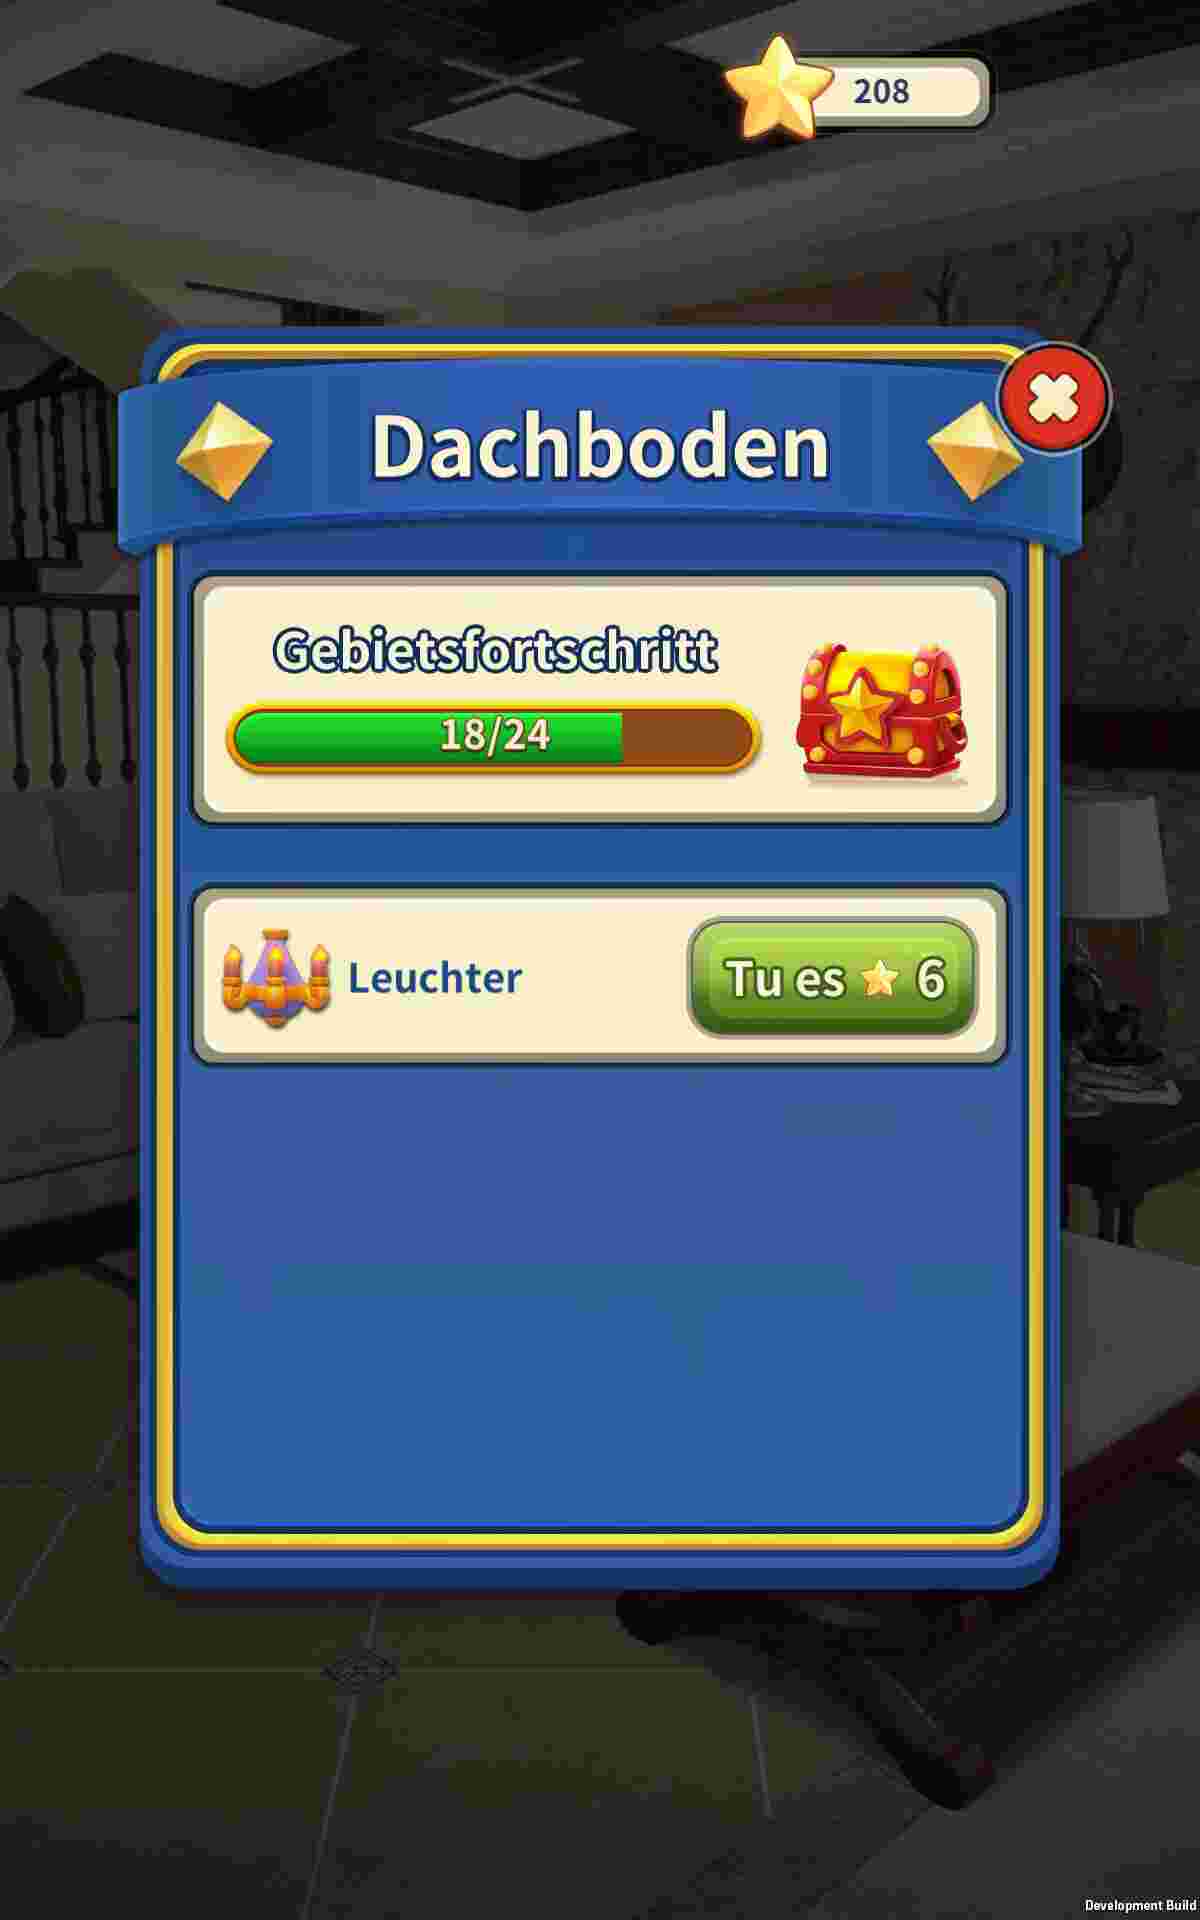 208
Dachboden
Gebietsfortschritt
18/24
Leuchter
Tu es 6
Development Build